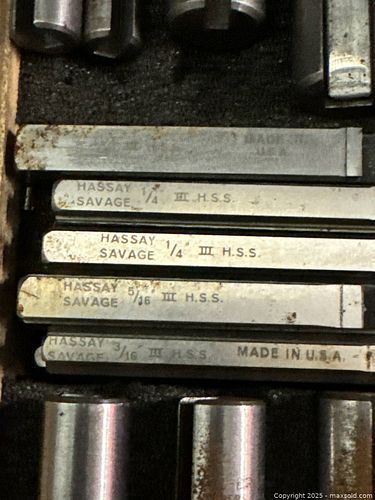 III
MADE IN
U.S.A.
HASSAY
SAVAGE 1/4 III H.S.S.
HASSAY
SAVAGE 1/4 III H.S.S.
HASSAY
SAVAGE 5/16 III H.S.S.
HASSAY
SAVAGE 3/16 III H.S.S. MADE IN U.S.A.
Copyright 2025 - maxsold.com